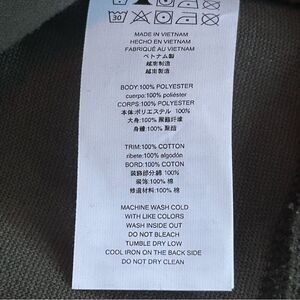 30
MADE IN VIETNAM
HECHO EN VIETNAM
FABRIQUÉ AU VIETNAM
ベトナム製
越南制造
越南製造
BODY:100% POLYESTER
cuerpo:100% poliéster
CORPS:100% POLYESTER
本体:ポリエステル 100%
大身:100% 聚酯纤维
身體:100% 聚酯
TRIM:100% COTTON
ribete:100% algodón
BORD:100% COTON
装飾部分綿 100%
装饰:100% 棉
修邊材料:100% 棉
MACHINE WASH COLD
WITH LIKE COLORS
WASH INSIDE OUT
DO NOT BLEACH
TUMBLE DRY LOW
COOL IRON ON THE BACK SIDE
DO NOT DRY CLEAN